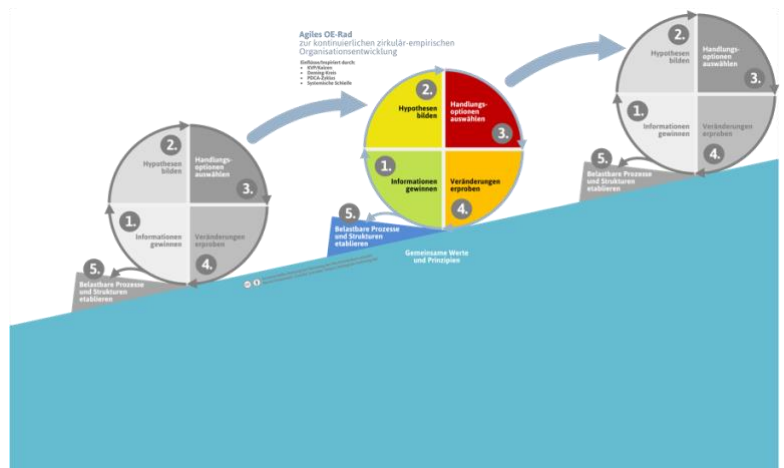 Agiles OE-Rad
zur kontinuierlichen zirkulär-empirischen
Organisationsentwicklung
Einflüsse/inspiriert durch:
• KVP/Kaizen
• Deming-Kreis
• PDCA-Zyklus
• Systemische Schleife
2.
Hypothesen
bilden
Handlungs-
optionen
auswählen
3.
1.
Informationen
gewinnen
Veränderungen
erproben
4.
5.
Belastbare Prozesse
und Strukturen
etablieren
2.
Hypothesen
bilden
Handlungs-
optionen
auswählen
3.
1.
Informationen
gewinnen
Veränderungen
erproben
4.
5.
Belastbare Prozesse
und Strukturen
etablieren
Gemeinsame Werte
und Prinzipien
2.
Hypothesen
bilden
Handlungs-
optionen
auswählen
3.
1.
Informationen
gewinnen
Veränderungen
erproben
4.
5.
Belastbare Prozesse
und Strukturen
etablieren